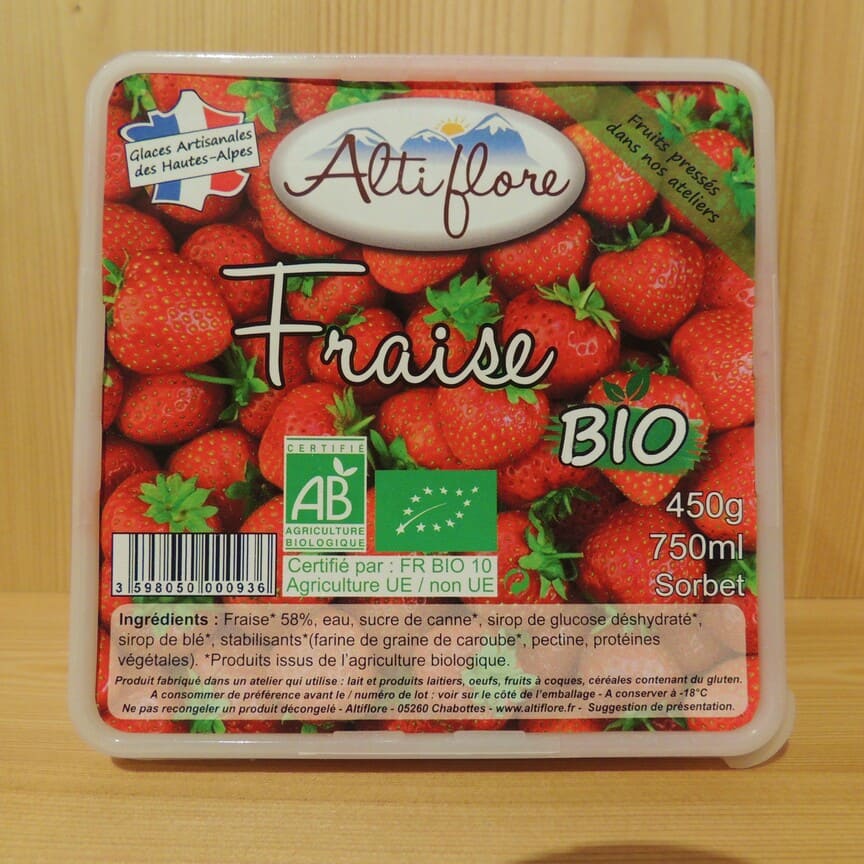 Glaces Artisanales
des Hautes-Alpes
Altiflore
Fruits pressés
dans nos ateliers
Fraise
BIO
CERTIFIÉ
AB
AGRICULTURE
BIOLOGIQUE
Certifié par : FR BIO 10
Agriculture UE / non UE
450g
750ml
Sorbet
3 598050 000936
Ingrédients : Fraise* 58%, eau, sucre de canne*, sirop de glucose déshydraté*,
sirop de blé*, stabilisants*(farine de graine de caroube*, pectine, protéines
végétales). *Produits issus de l'agriculture biologique.
Produit fabriqué dans un atelier qui utilise : lait et produits laitiers, oeufs, fruits à coques, céréales contenant du gluten.
A consommer de préférence avant le / numéro de lot : voir sur le côté de l'emballage - A conserver à -18°C
Ne pas recongeler un produit décongelé - Altiflore - 05260 Chabottes - www.altiflore.fr - Suggestion de présentation.